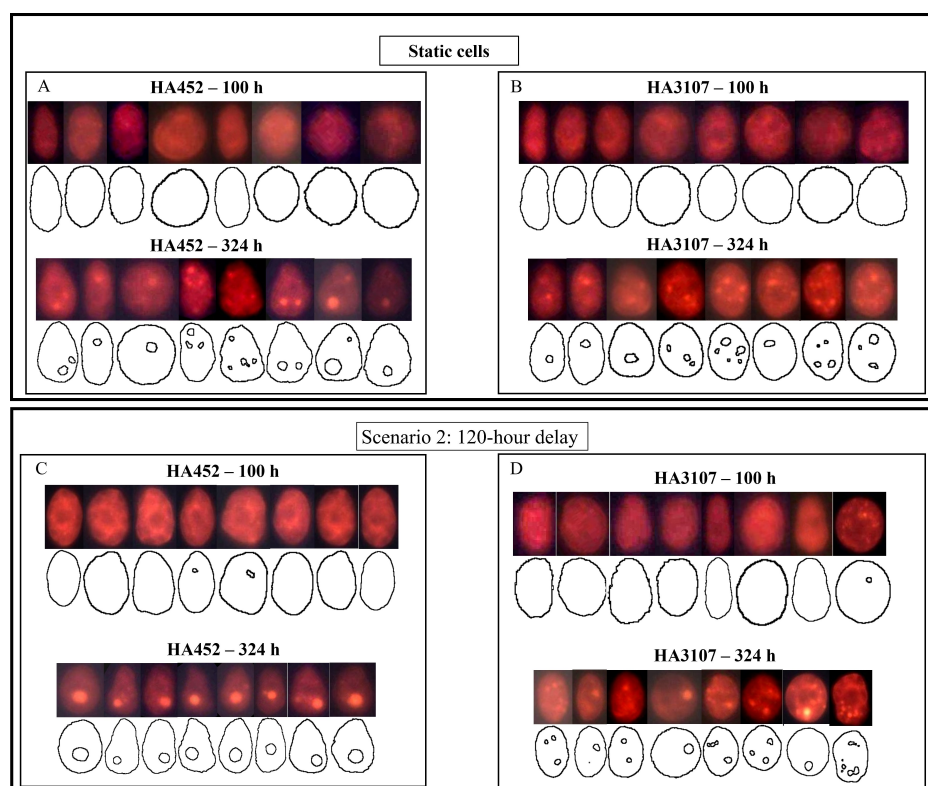 Static cells
A
HA452 – 100 h
HA452 – 324 h
B
HA3107 – 100 h
HA3107 – 324 h
Scenario 2: 120-hour delay
C
HA452 – 100 h
HA452 – 324 h
D
HA3107 – 100 h
HA3107 – 324 h